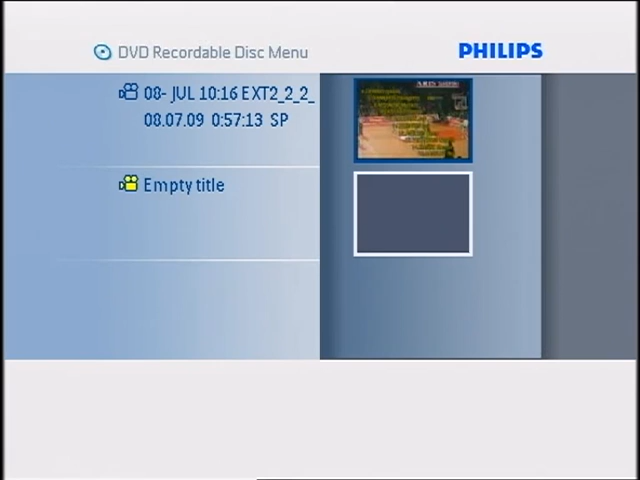 DVD Recordable Disc Menu
PHILIPS
08- JUL 10:16 EXT2_2_2_
08.07.09 0:57:13 SP
Empty title